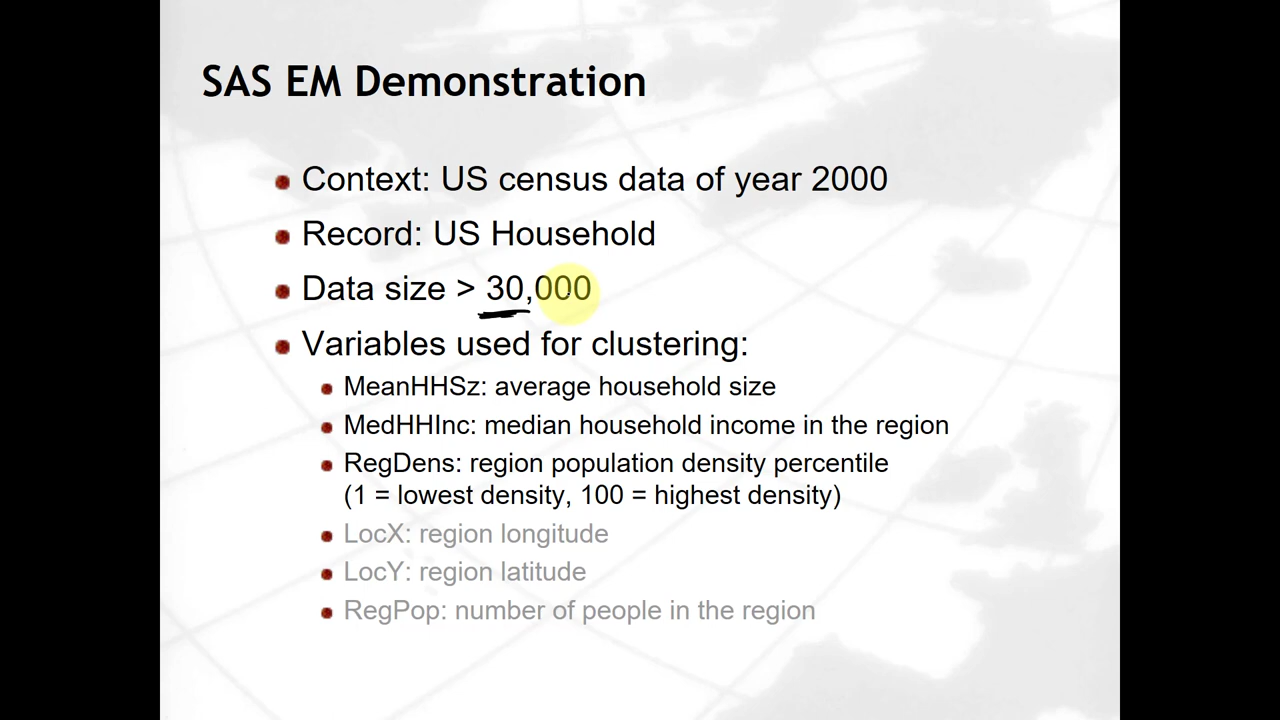 SAS EM Demonstration
Context: US census data of year 2000
Record: US Household
Data size > 30,000
Variables used for clustering:
MeanHHSz: average household size
MedHHInc: median household income in the region
RegDens: region population density percentile
(1 = lowest density, 100 = highest density)
LocX: region longitude
LocY: region latitude
RegPop: number of people in the region